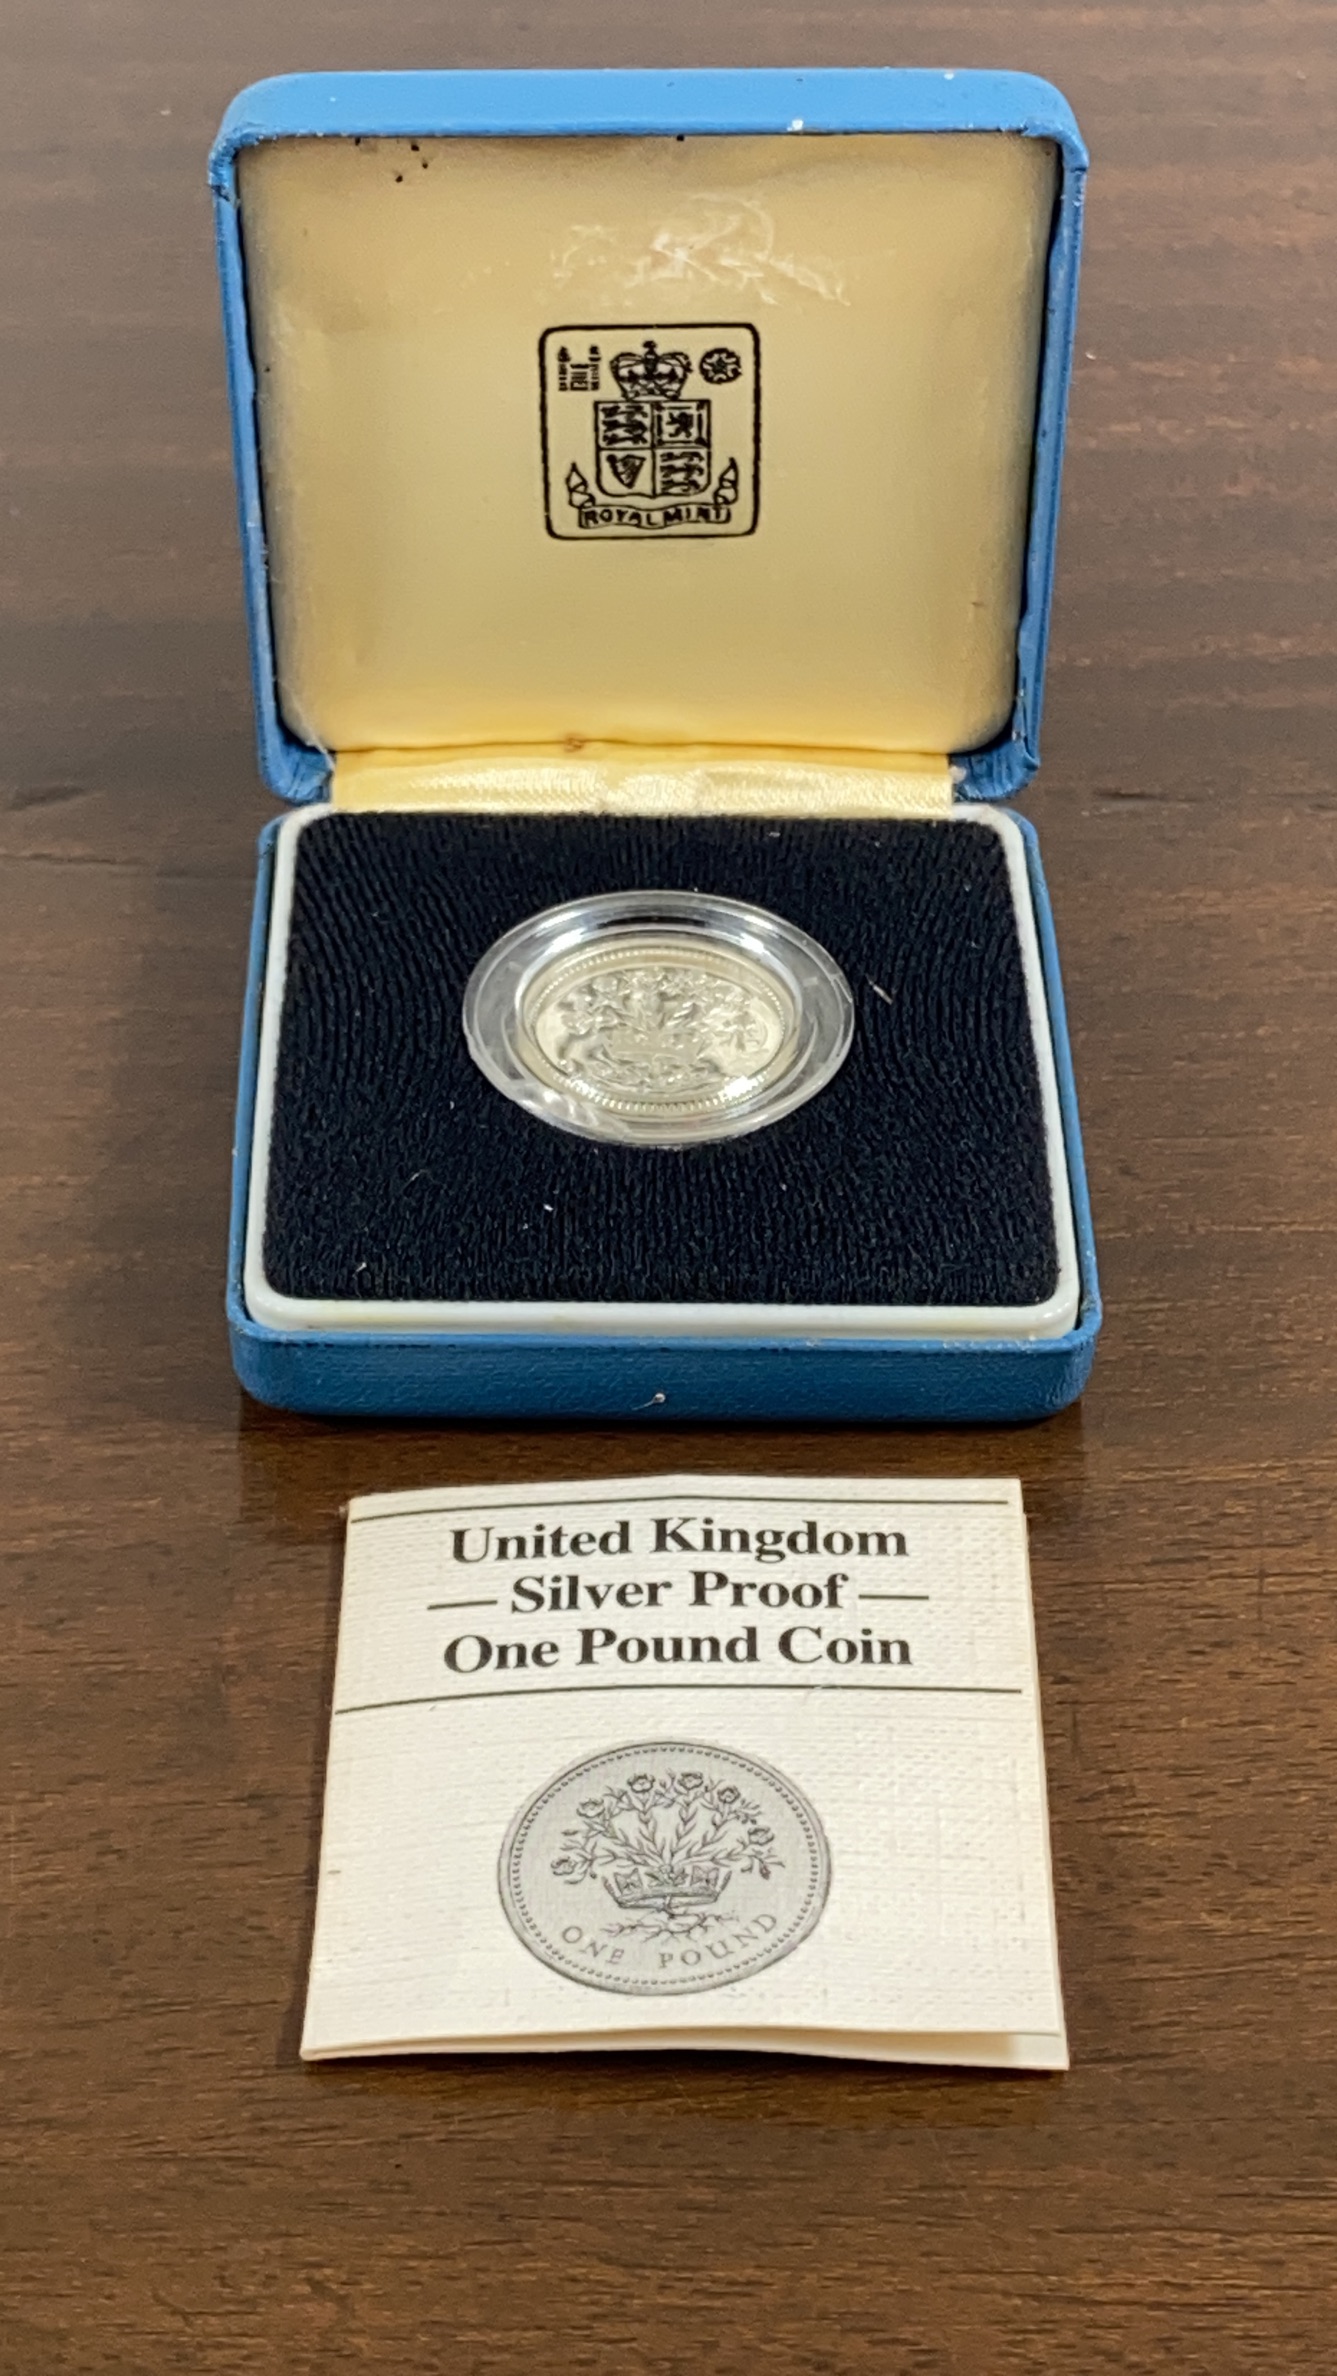 ROYAL MINT
United Kingdom
— Silver Proof —
One Pound Coin
ONE POUND